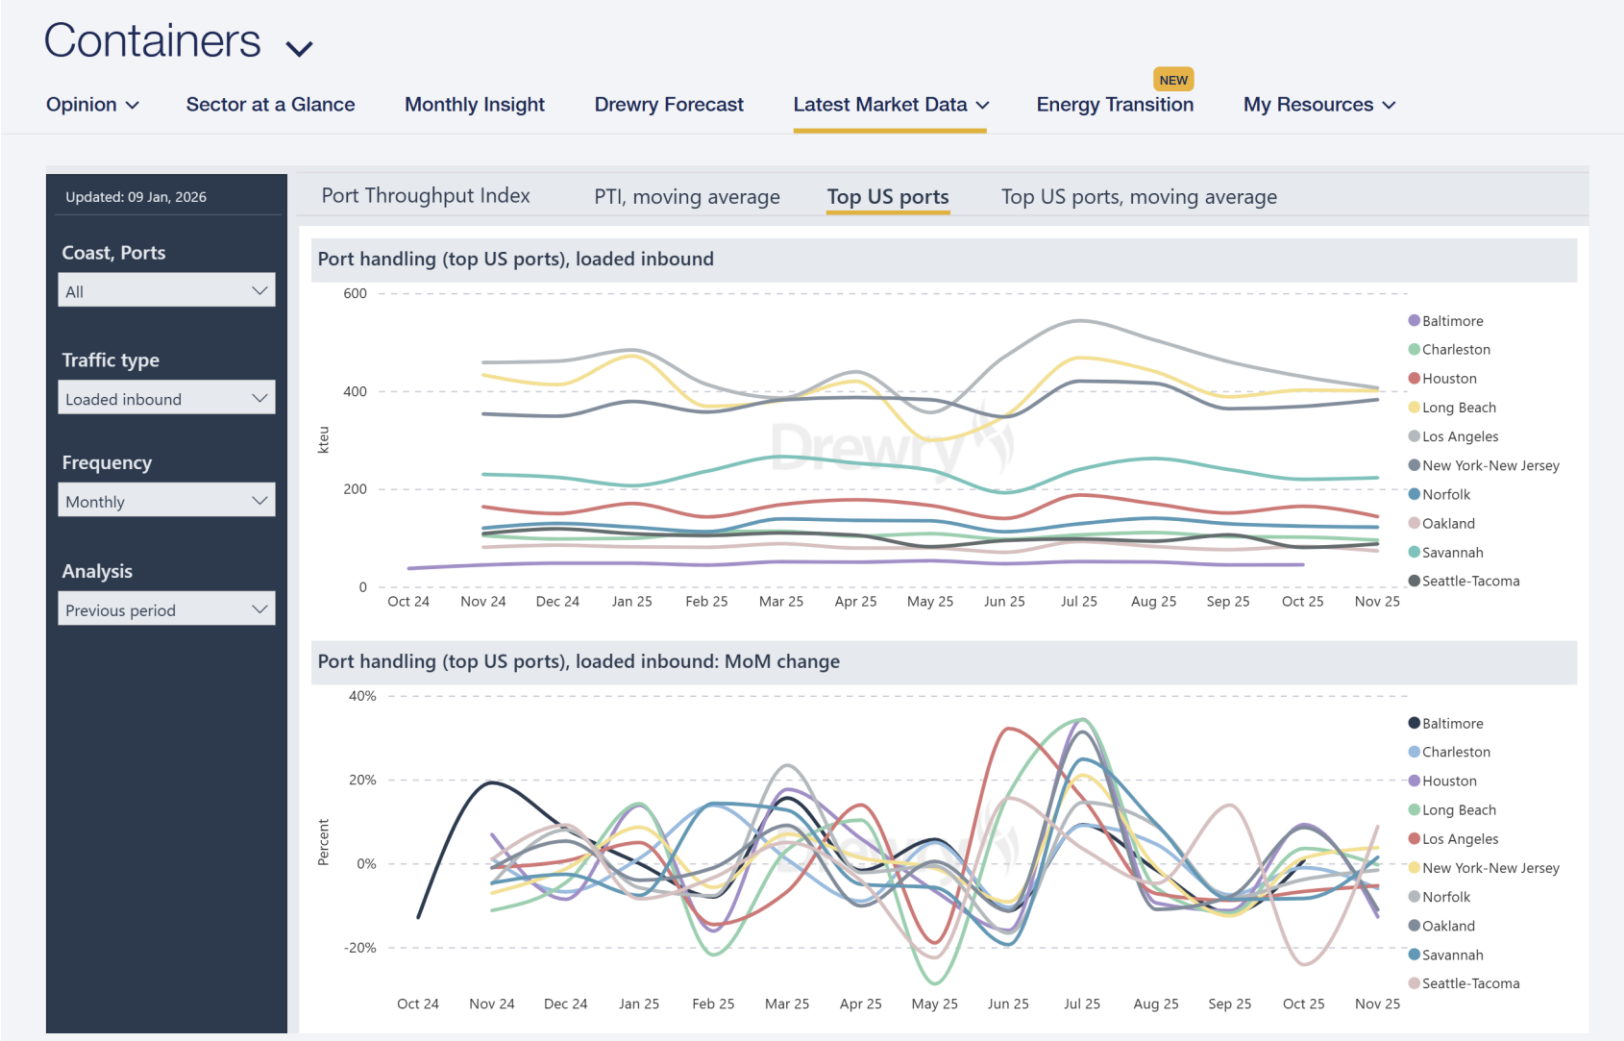 Containers
NEW
Opinion Sector at a Glance Monthly Insight Drewry Forecast Latest Market Data Energy Transition My Resources
Updated: 09 Jan, 2026
Coast, Ports
All
Traffic type
Loaded inbound
Frequency
Monthly
Analysis
Previous period
Port Throughput Index PTI, moving average Top US ports Top US ports, moving average
Port handling (top US ports), loaded inbound
600
400
200
0
kteu
Drewry
Oct 24 Nov 24 Dec 24 Jan 25 Feb 25 Mar 25 Apr 25 May 25 Jun 25 Jul 25 Aug 25 Sep 25 Oct 25 Nov 25
Baltimore
Charleston
Houston
Long Beach
Los Angeles
New York-New Jersey
Norfolk
Oakland
Savannah
Seattle-Tacoma
Port handling (top US ports), loaded inbound: MoM change
40%
20%
0%
-20%
Percent
Drewry
Oct 24 Nov 24 Dec 24 Jan 25 Feb 25 Mar 25 Apr 25 May 25 Jun 25 Jul 25 Aug 25 Sep 25 Oct 25 Nov 25
Baltimore
Charleston
Houston
Long Beach
Los Angeles
New York-New Jersey
Norfolk
Oakland
Savannah
Seattle-Tacoma